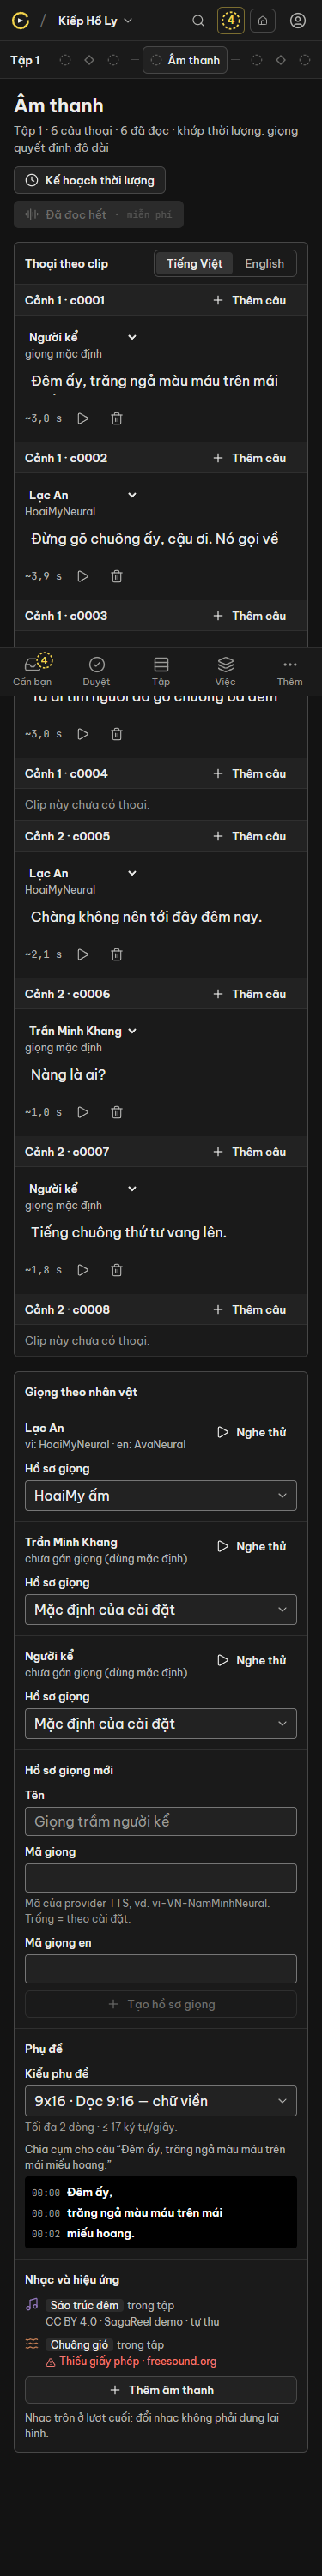 Kiếp Hồ Ly
4
Tập 1
Âm thanh
Âm thanh
Tập 1 · 6 câu thoại · 6 đã đọc · khớp thời lượng: giọng
quyết định độ dài
Kế hoạch thời lượng
Đã đọc hết · miễn phí
Thoại theo clip
Tiếng Việt
English
Cảnh 1 · c0001
Thêm câu
Người kể
giọng mặc định
Đêm ấy, trăng ngả màu máu trên mái
~3,0 s
Cảnh 1 · c0002
Thêm câu
Lạc An
HoaiMyNeural
Đừng gõ chuông ấy, cậu ơi. Nó gọi về
~3,9 s
Cảnh 1 · c0003
Thêm câu
4
Cần bạn
Duyệt
Tập
Việc
Thêm
~3,0 s
Cảnh 1 · c0004
Thêm câu
Clip này chưa có thoại.
Cảnh 2 · c0005
Thêm câu
Lạc An
HoaiMyNeural
Chàng không nên tới đây đêm nay.
~2,1 s
Cảnh 2 · c0006
Thêm câu
Trần Minh Khang
giọng mặc định
Nàng là ai?
~1,0 s
Cảnh 2 · c0007
Thêm câu
Người kể
giọng mặc định
Tiếng chuông thứ tư vang lên.
~1,8 s
Cảnh 2 · c0008
Thêm câu
Clip này chưa có thoại.
Giọng theo nhân vật
Lạc An
vi: HoaiMyNeural · en: AvaNeural
Nghe thử
Hồ sơ giọng
HoaiMy ấm
Trần Minh Khang
chưa gán giọng (dùng mặc định)
Nghe thử
Hồ sơ giọng
Mặc định của cài đặt
Người kể
chưa gán giọng (dùng mặc định)
Nghe thử
Hồ sơ giọng
Mặc định của cài đặt
Hồ sơ giọng mới
Tên
Giọng trầm người kể
Mã giọng
Mã của provider TTS, vd. vi-VN-NamMinhNeural.
Trống = theo cài đặt.
Mã giọng en
Tạo hồ sơ giọng
Phụ đề
Kiểu phụ đề
9x16 · Dọc 9:16 — chữ viền
Tối đa 2 dòng · ≤ 17 ký tự/giây.
Chia cụm cho câu “Đêm ấy, trăng ngả màu máu trên
mái miếu hoang.”
00:00 Đêm ấy,
00:00 trăng ngả màu máu trên mái
00:02 miếu hoang.
Nhạc và hiệu ứng
Sáo trúc đêm trong tập
CC BY 4.0 · SagaReel demo · tự thu
Chuông gió trong tập
Thiếu giấy phép · freesound.org
Thêm âm thanh
Nhạc trộn ở lượt cuối: đổi nhạc không phải dựng lại
hình.